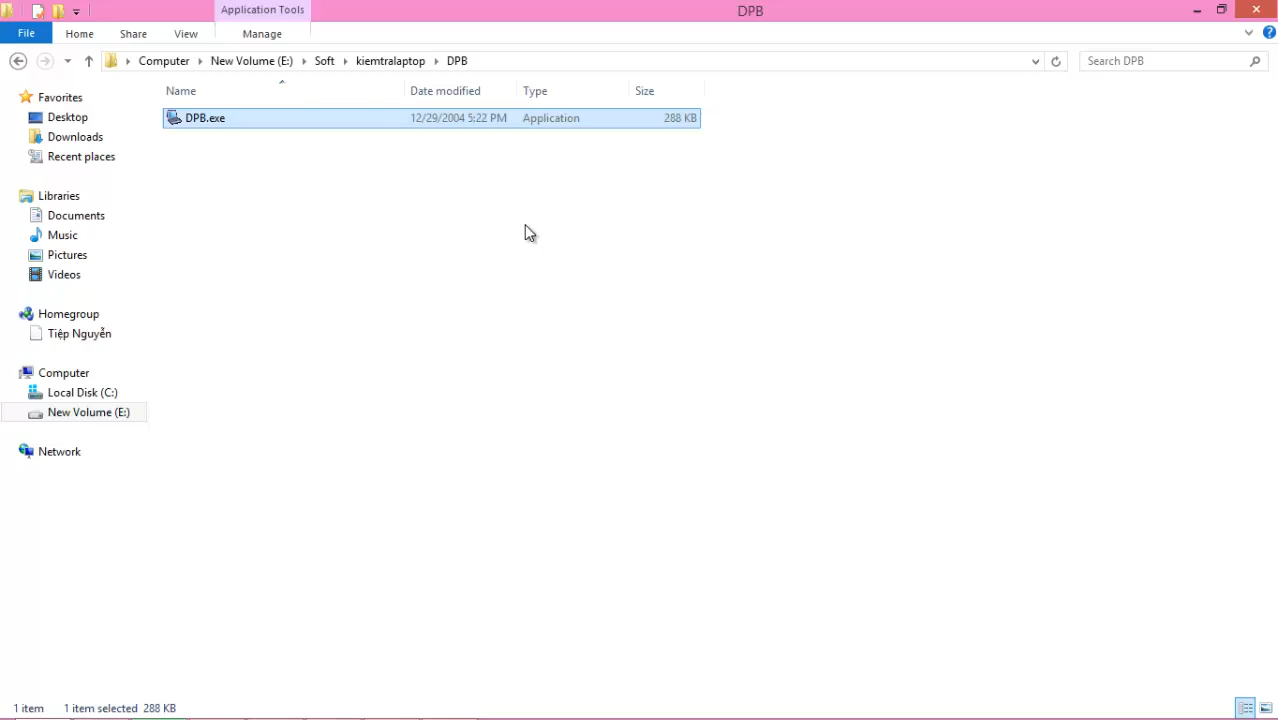 Application Tools
DPB
File Home Share View Manage
Computer New Volume (E:) Soft kiemtralaptop DPB
Search DPB
Name Date modified Type Size
DPB.exe 12/29/2004 5:22 PM Application 288 KB
Favorites
Desktop
Downloads
Recent places
Libraries
Documents
Music
Pictures
Videos
Homegroup
Tiệp Nguyễn
Computer
Local Disk (C:)
New Volume (E:)
Network
1 item 1 item selected 288 KB